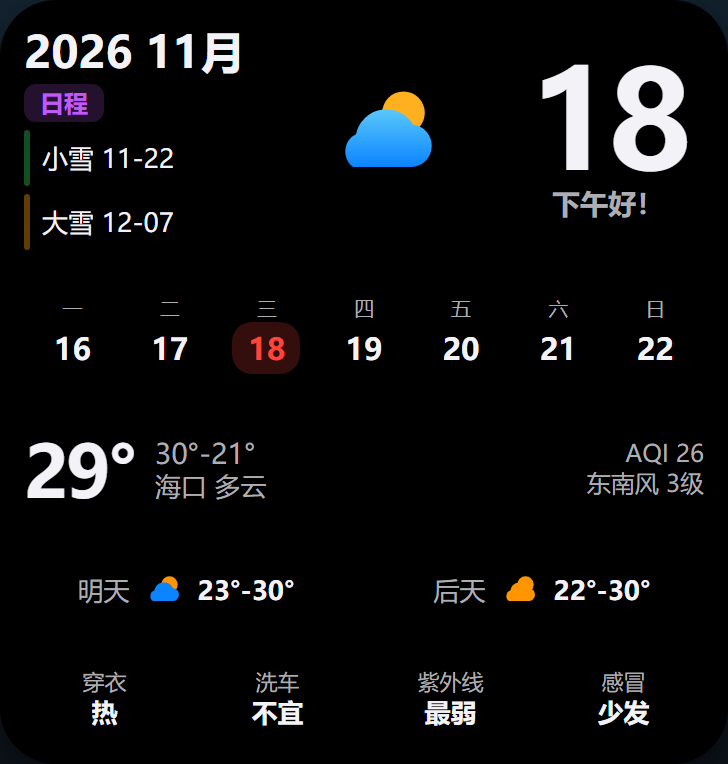 2026 11月
18
日程
小雪 11-22
大雪 12-07
下午好!
一 二 三 四 五 六 日
16 17 18 19 20 21 22
29°
30°-21°
海口 多云
AQI 26
东南风 3级
明天 23°-30°
后天 22°-30°
穿衣 洗车 紫外线 感冒
热 不宜 最弱 少发